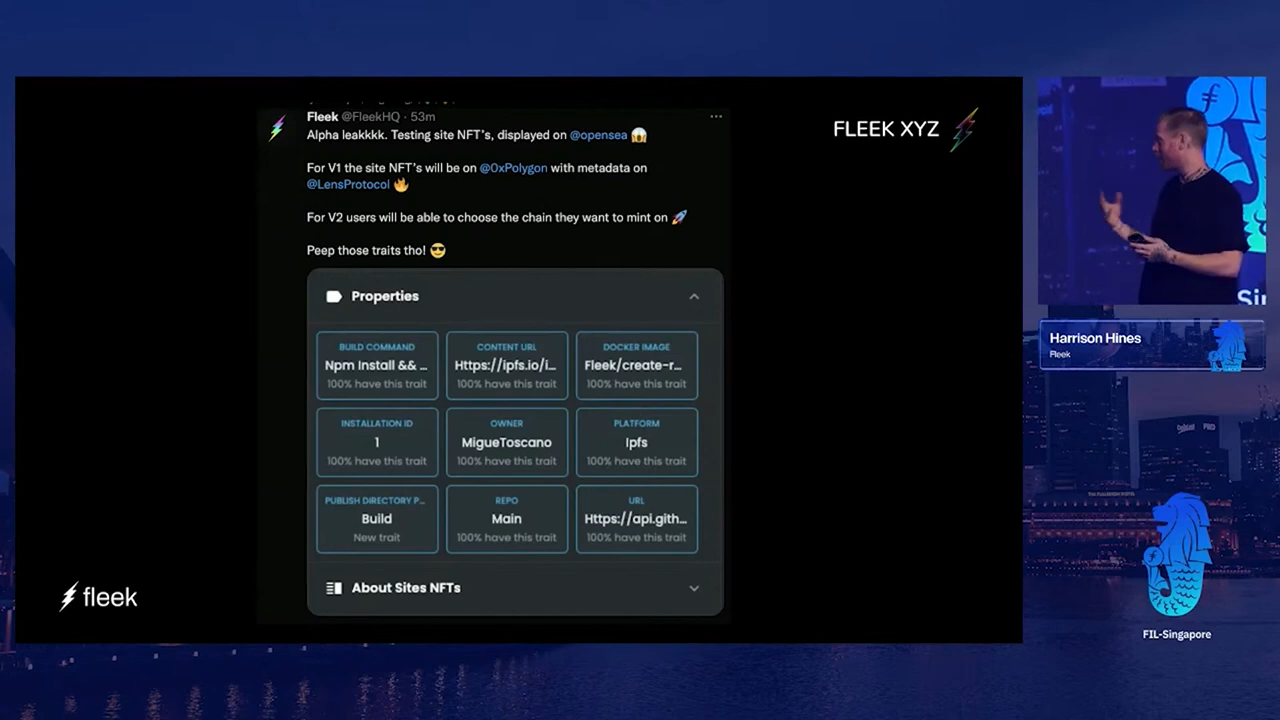 Fleek @FleekHQ · 53m
Alpha leakkkk. Testing site NFT's, displayed on @opensea 😱
For V1 the site NFT's will be on @0xPolygon with metadata on
@LensProtocol 🔥
For V2 users will be able to choose the chain they want to mint on 🚀
Peep those traits tho! 😎
Properties
BUILD COMMAND
Npm Install && ...
100% have this trait
CONTENT URL
Https://ipfs.io/i...
100% have this trait
DOCKER IMAGE
Fleek/create-r...
100% have this trait
INSTALLATION ID
1
100% have this trait
OWNER
MigueToscano
100% have this trait
PLATFORM
Ipfs
100% have this trait
PUBLISH DIRECTORY P...
Build
New trait
REPO
Main
100% have this trait
URL
Https://api.gith...
100% have this trait
About Sites NFTs
FLEEK XYZ
fleek
Harrison Hines
Fleek
FIL-Singapore